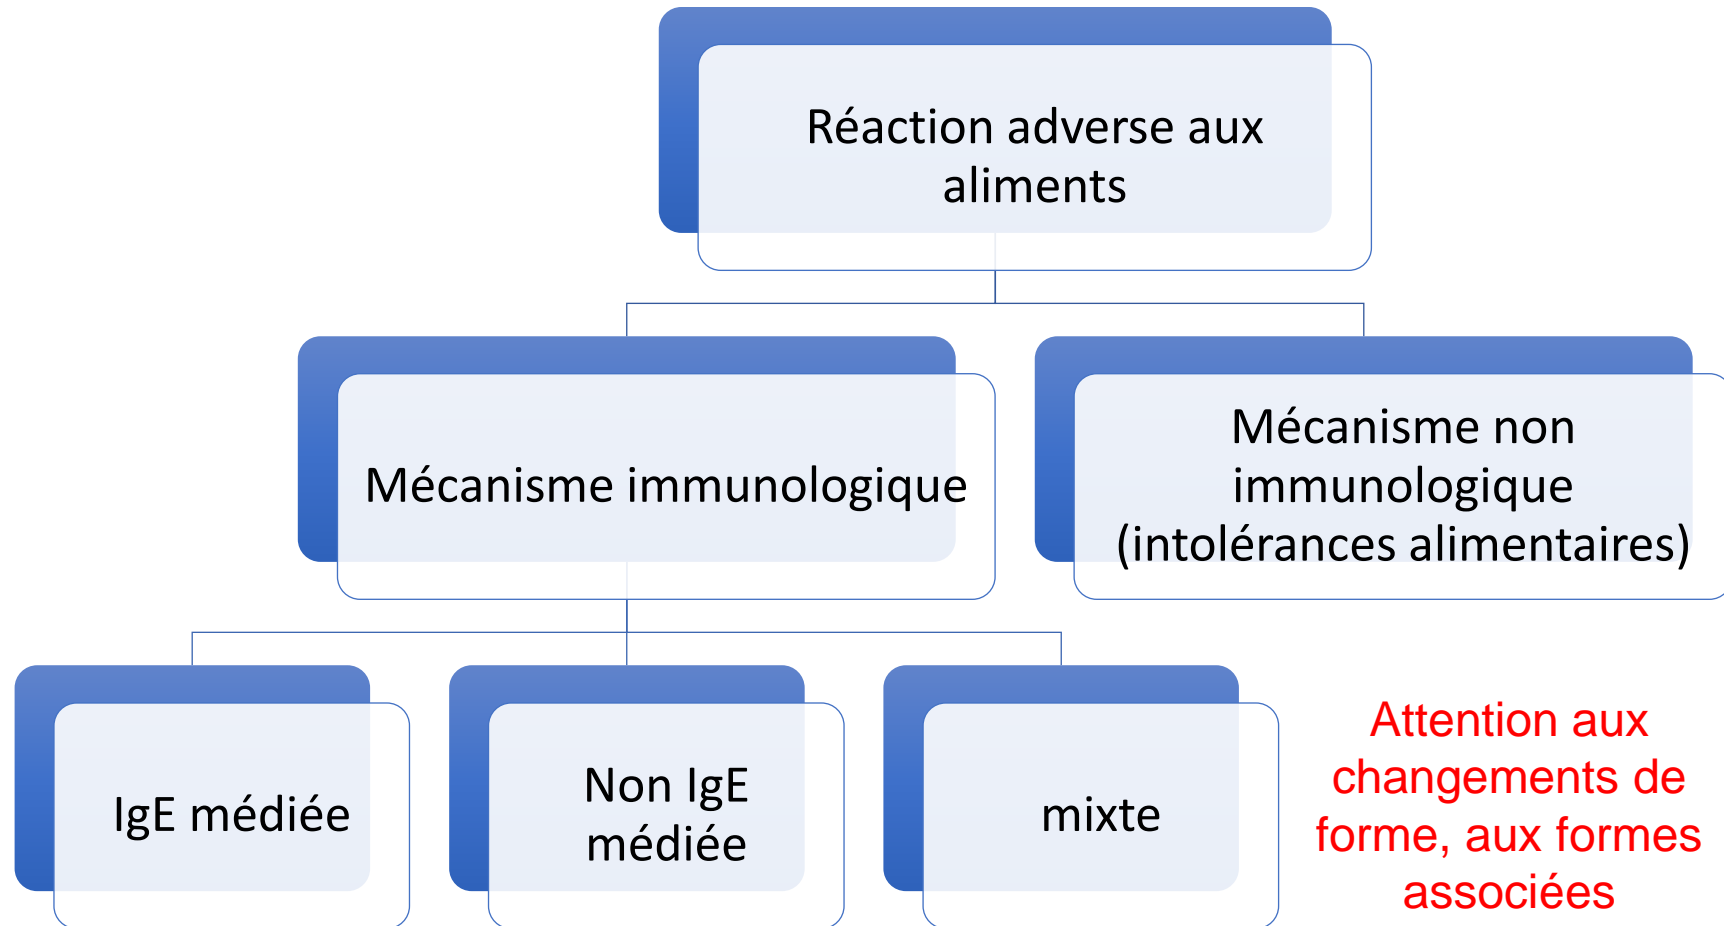 Réaction adverse aux
aliments
Mécanisme immunologique
Mécanisme non
immunologique
(intolérances alimentaires)
IgE médiée
Non IgE
médiée
mixte
Attention aux
changements de
forme, aux formes
associées